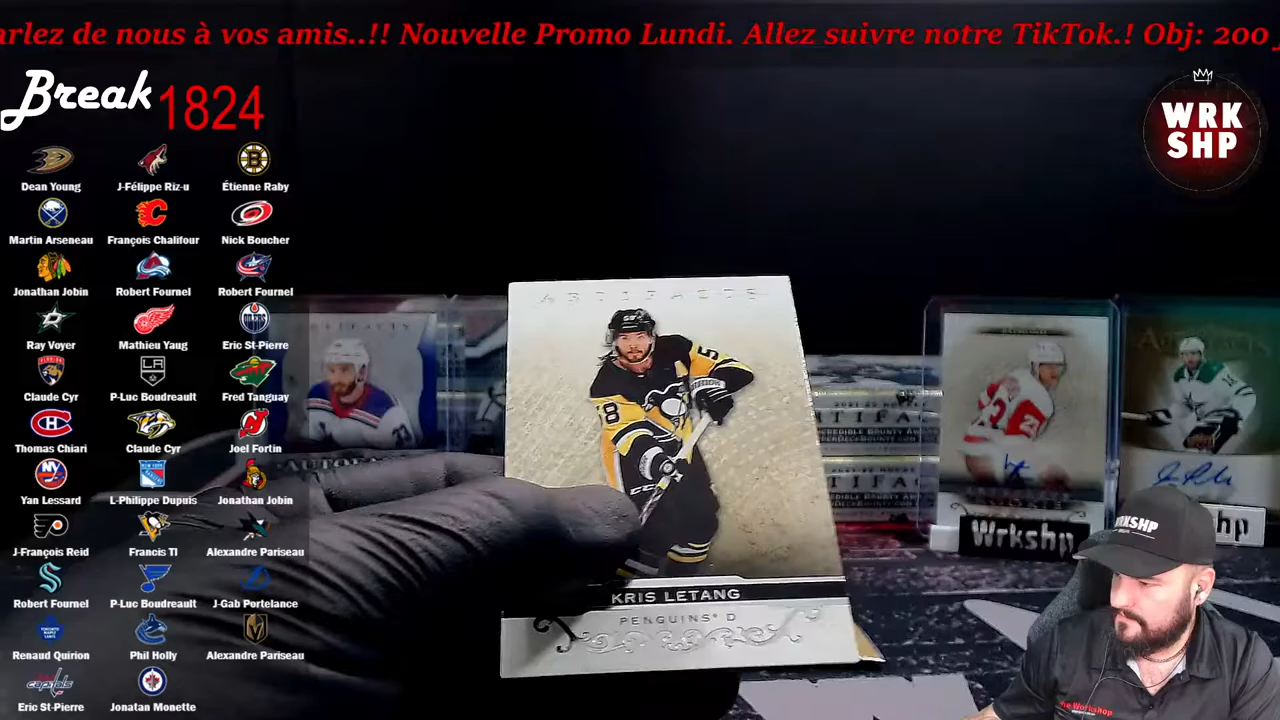 arlez de nous à vos amis..!! Nouvelle Promo Lundi. Allez suivre notre TikTok.! Obj: 200
Break 1824
WRK
SHP
Dean Young
J-Félippe Riz-u
Étienne Raby
Martin Arseneau
François Chalifour
Nick Boucher
Jonathan Jobin
Robert Fournel
Robert Fournel
Ray Voyer
Mathieu Yaug
Eric St-Pierre
Claude Cyr
P-Luc Boudreault
Fred Tanguay
Thomas Chiari
Claude Cyr
Joel Fortin
Yan Lessard
L-Philippe Dupuis
Jonathan Jobin
J-François Reid
Francis Tl
Alexandre Pariseau
Robert Fournel
P-Luc Boudreault
J-Gab Portelance
Renaud Quirion
Phil Holly
Alexandre Pariseau
Eric St-Pierre
Jonatan Monette
ARTIFACTS
58
KRIS LETANG
PENGUINS® D
Wrkshp
WRKSHP
The Workshop